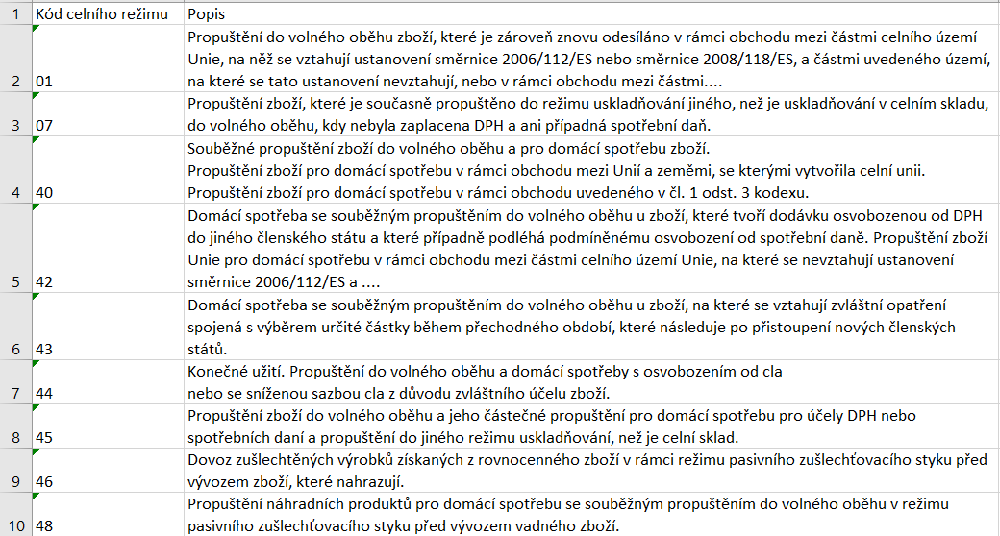 1 Kód celního režimu Popis
Propuštění do volného oběhu zboží, které je zároveň znovu odesíláno v rámci obchodu mezi částmi celního území
Unie, na něž se vztahují ustanovení směrnice 2006/112/ES nebo směrnice 2008/118/ES, a částmi uvedeného území,
2 01 na které se tato ustanovení nevztahují, nebo v rámci obchodu mezi částmi....
Propuštění zboží, které je současně propuštěno do režimu uskladňování jiného, než je uskladňování v celním skladu,
3 07 do volného oběhu, kdy nebyla zaplacena DPH a ani případná spotřební daň.
Souběžné propuštění zboží do volného oběhu a pro domácí spotřebu zboží.
Propuštění zboží pro domácí spotřebu v rámci obchodu mezi Unií a zeměmi, se kterými vytvořila celní unii.
4 40 Propuštění zboží pro domácí spotřebu v rámci obchodu uvedeného v čl. 1 odst. 3 kodexu.
Domácí spotřeba se souběžným propuštěním do volného oběhu u zboží, které tvoří dodávku osvobozenou od DPH
do jiného členského státu a které případně podléhá podmíněnému osvobození od spotřební daně. Propuštění zboží
Unie pro domácí spotřebu v rámci obchodu mezi částmi celního území Unie, na které se nevztahují ustanovení
5 42 směrnice 2006/112/ES a ....
Domácí spotřeba se souběžným propuštěním do volného oběhu u zboží, na které se vztahují zvláštní opatření
spojená s výběrem určité částky během přechodného období, které následuje po přistoupení nových členských
6 43 států.
Konečné užití. Propuštění do volného oběhu a domácí spotřeby s osvobozením od cla
7 44 nebo se sníženou sazbou cla z důvodu zvláštního účelu zboží.
Propuštění zboží do volného oběhu a jeho částečné propuštění pro domácí spotřebu pro účely DPH nebo
8 45 spotřebních daní a propuštění do jiného režimu uskladňování, než je celní sklad.
Dovoz zušlechtěných výrobků získaných z rovnocenného zboží v rámci režimu pasivního zušlechťovacího styku před
9 46 vývozem zboží, které nahrazují.
Propuštění náhradních produktů pro domácí spotřebu se souběžným propuštěním do volného oběhu v režimu
10 48 pasivního zušlechťovacího styku před vývozem vadného zboží.